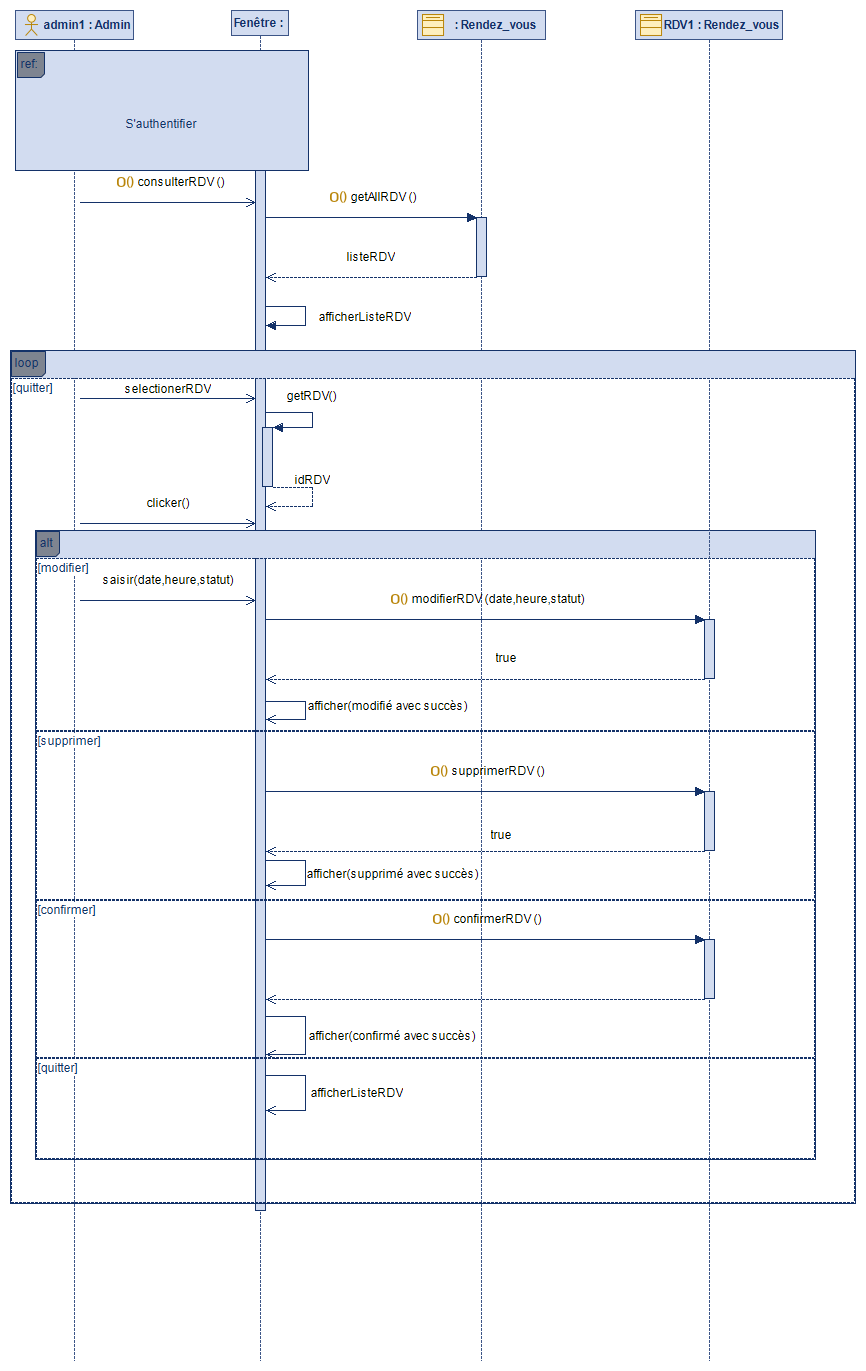 admin1 : Admin
Fenêtre :
: Rendez_vous
RDV1 : Rendez_vous
ref:
S'authentifier
O() consulterRDV ()
O() getAllRDV ()
listeRDV
afficherListeRDV
loop
[quitter]
selectionerRDV
getRDV()
idRDV
clicker()
alt
[modifier]
saisir(date,heure,statut)
O() modifierRDV (date,heure,statut)
true
afficher(modifié avec succès)
[supprimer]
O() supprimerRDV ()
true
afficher(supprimé avec succès)
[confirmer]
O() confirmerRDV ()
afficher(confirmé avec succès)
[quitter]
afficherListeRDV